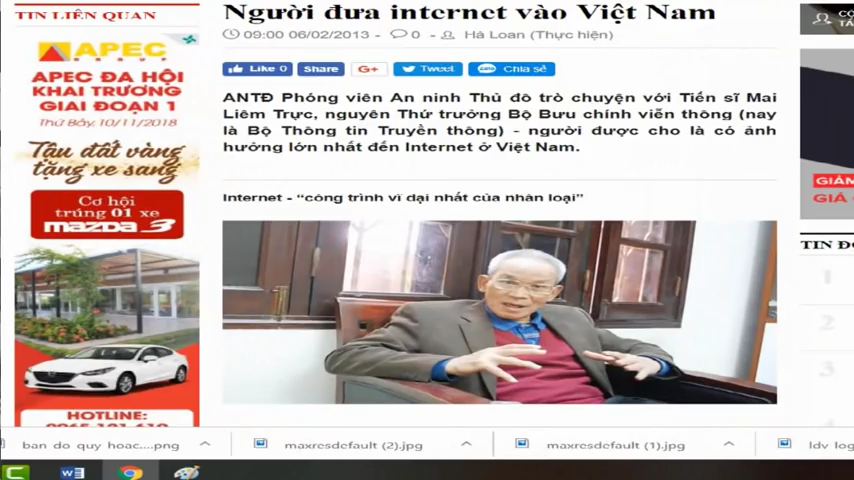 TIN LIÊN QUAN
APEC
GROUP
APEC ĐA HỘI
KHAI TRƯƠNG
GIAI ĐOẠN 1
Thứ Bảy, 10/11/2018
Tậu đất vàng
tặng xe sang
Cơ hội
trúng 01 xe
mazda 3
HOTLINE:
Người đưa internet vào Việt Nam
09:00 06/02/2013 - 0 - Hà Loan (Thực hiện)
Like 0 Share G+ Tweet Zalo Chia sẻ
ANTĐ Phóng viên An ninh Thủ đô trò chuyện với Tiến sĩ Mai
Liêm Trực, nguyên Thứ trưởng Bộ Bưu chính viễn thông (nay
là Bộ Thông tin Truyền thông) - người được cho là có ảnh
hưởng lớn nhất đến Internet ở Việt Nam.
Internet - “công trình vĩ đại nhất của nhân loại”
GIẢM
GIÁ
TIN Đ
1
2
3
ban do quy hoac....png
maxresdefault (2).jpg
maxresdefault (1).jpg
ldv log